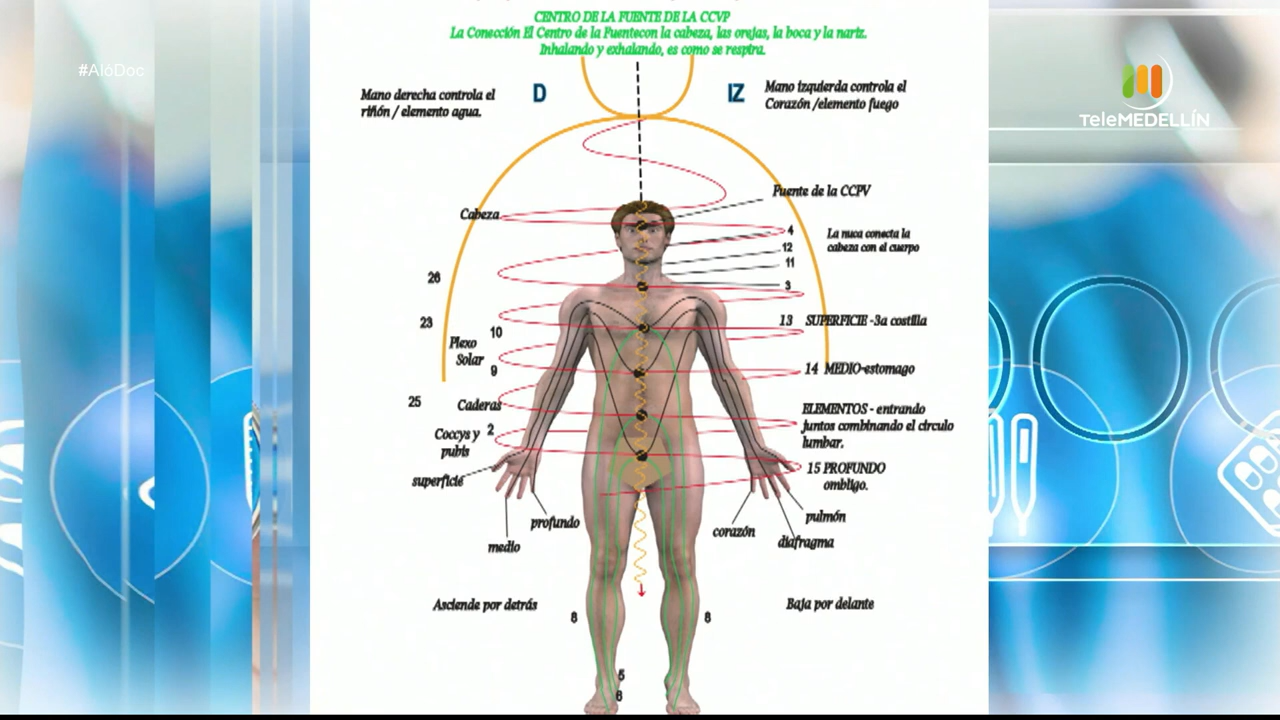 CENTRO DE LA FUENTE DE LA CCVP
La Conección El Centro de la Fuentecon la cabeza, las orejas, la boca y la nariz.
Inhalando y exhalando, es como se respira.
#AlóDoc
TeleMEDELLÍN
Mano derecha controla el
riñón / elemento agua.
D
IZ
Mano izquierda controla el
Corazón /elemento fuego
Fuente de la CCPV
Cabeza
4
La nuca conecta la
cabeza con el cuerpo
12
11
26
3
23
10
13 SUPERFICIE -3a costilla
Plexo
Solar
9
14 MEDIO-estomago
25
Caderas
ELEMENTOS - entrando
juntos combinando el circulo
lumbar.
Coccys y
pubis
2
15 PROFUNDO
ombligo.
superficie
profundo
medio
corazón
pulmón
diafragma
Asciende por detrás
Baja por delante
8
8
5
6